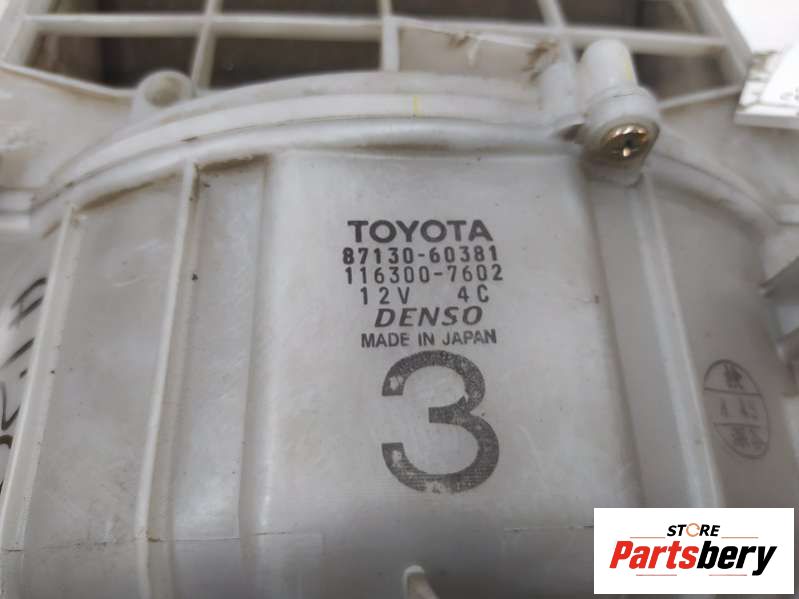 TOYOTA
87130-60381
116300-7602
12V 4C
DENSO
MADE IN JAPAN
3
STORE
Partsbery